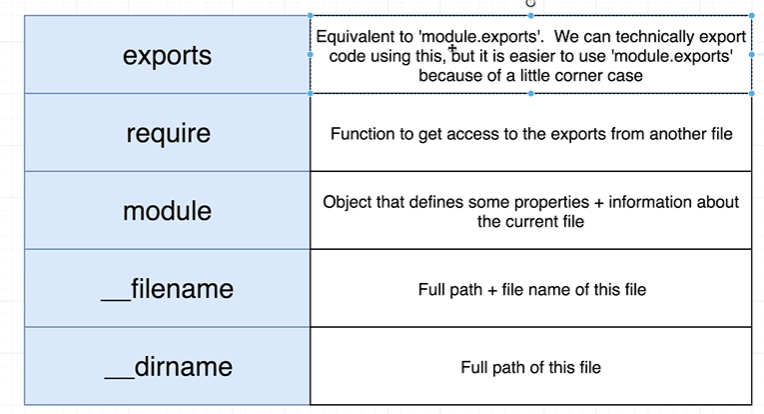 exports
Equivalent to 'module.exports'.  We can technically export
code using this, but it is easier to use 'module.exports'
because of a little corner case
require
Function to get access to the exports from another file
module
Object that defines some properties + information about
the current file
__filename
Full path + file name of this file
__dirname
Full path of this file